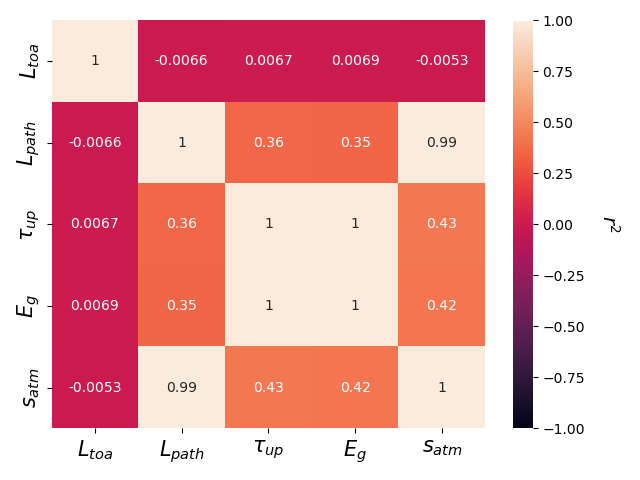 L_toa 1 -0.0066 0.0067 0.0069 -0.0053
L_path -0.0066 1 0.36 0.35 0.99
τ_up 0.0067 0.36 1 1 0.43
E_g 0.0069 0.35 1 1 0.42
s_atm -0.0053 0.99 0.43 0.42 1
L_toa L_path τ_up E_g s_atm
1.00
0.75
0.50
0.25
0.00
−0.25
−0.50
−0.75
−1.00
r²